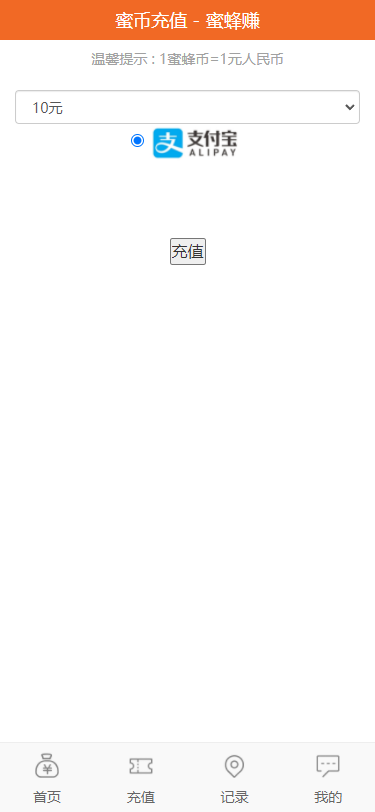 蜜币充值 - 蜜蜂赚
温馨提示 : 1蜜蜂币=1元人民币
10元
支 支付宝
ALIPAY
充值
首页 充值 记录 我的